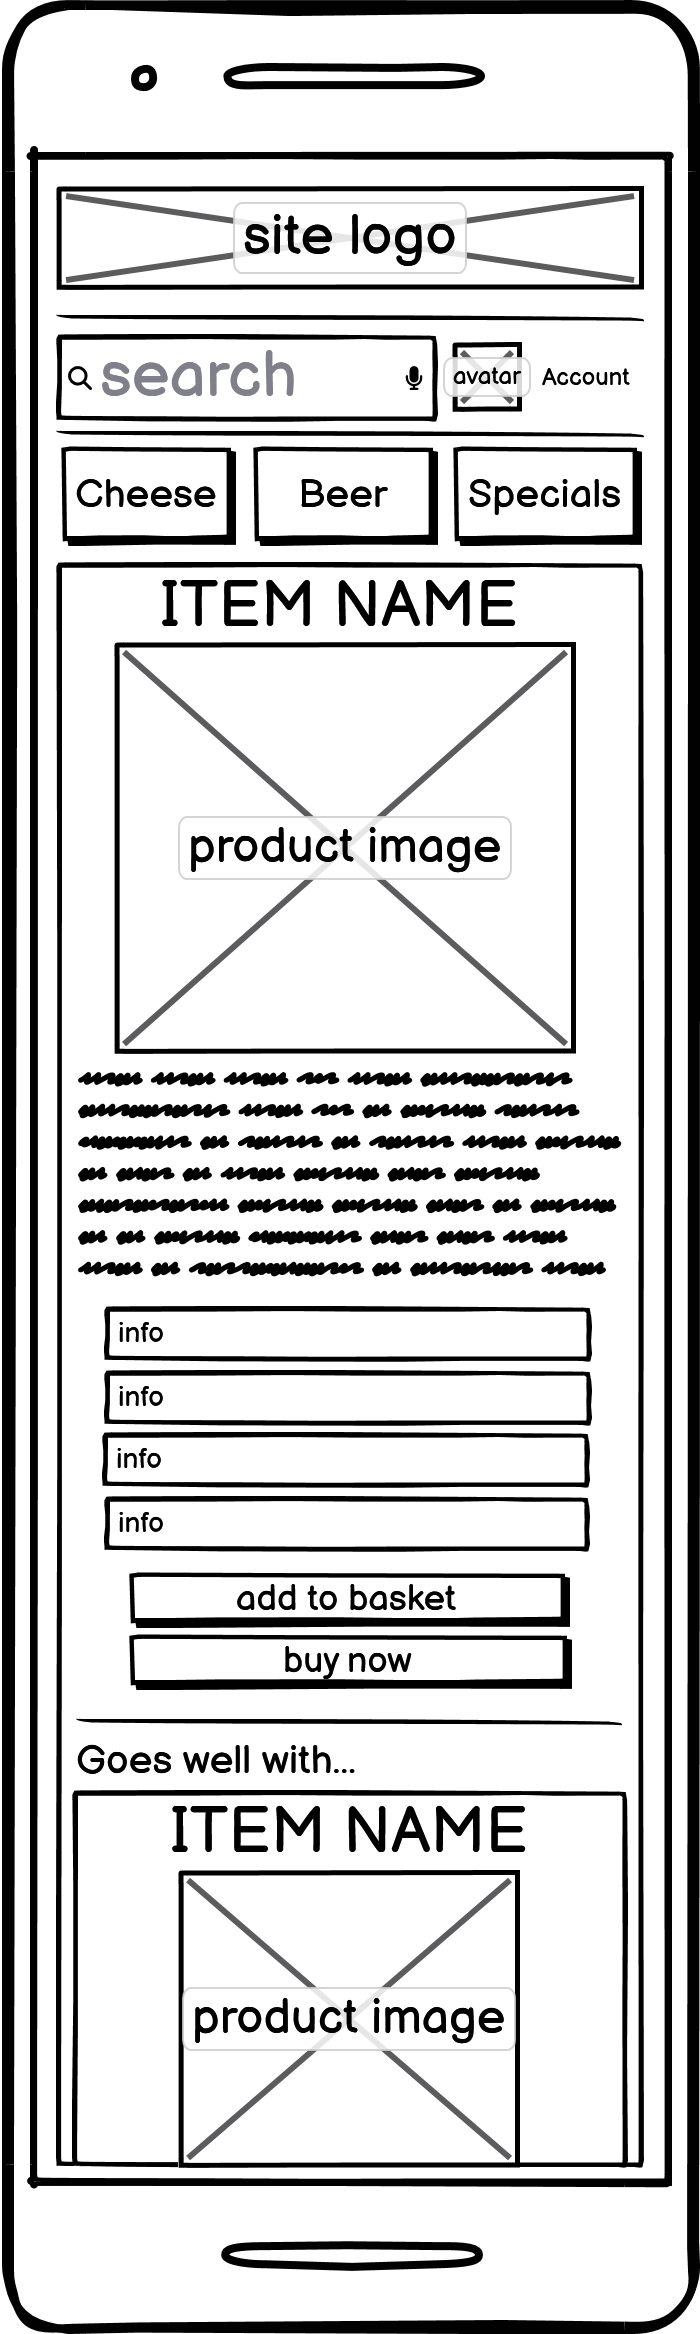 site logo
search
avatar
Account
Cheese
Beer
Specials
ITEM NAME
product image
info
info
info
info
add to basket
buy now
Goes well with...
ITEM NAME
product image